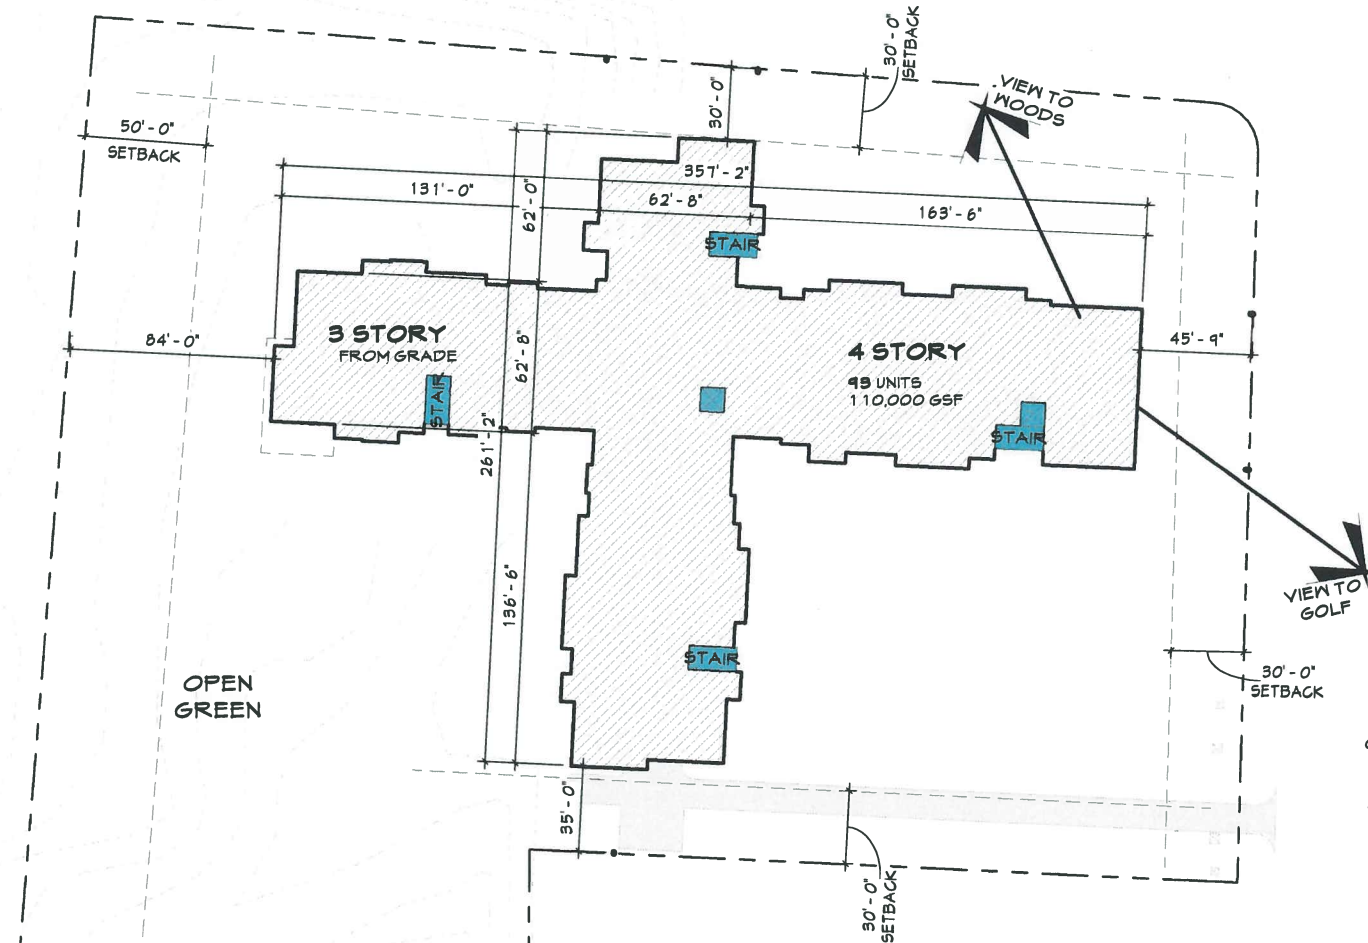 30'-0"
SETBACK
VIEW TO
WOODS
30'-0"
50'-0"
SETBACK
357'-2"
131'-0"
62'-0"
62'-8"
163'-6"
STAIR
3 STORY
FROM GRADE
84'-0"
62'-8"
4 STORY
93 UNITS
110,000 GSF
45'-9"
STAIR
261'-2"
STAIR
VIEW TO
GOLF
136'-6"
STAIR
30'-0"
SETBACK
OPEN
GREEN
35'-0"
30'-0"
SETBACK